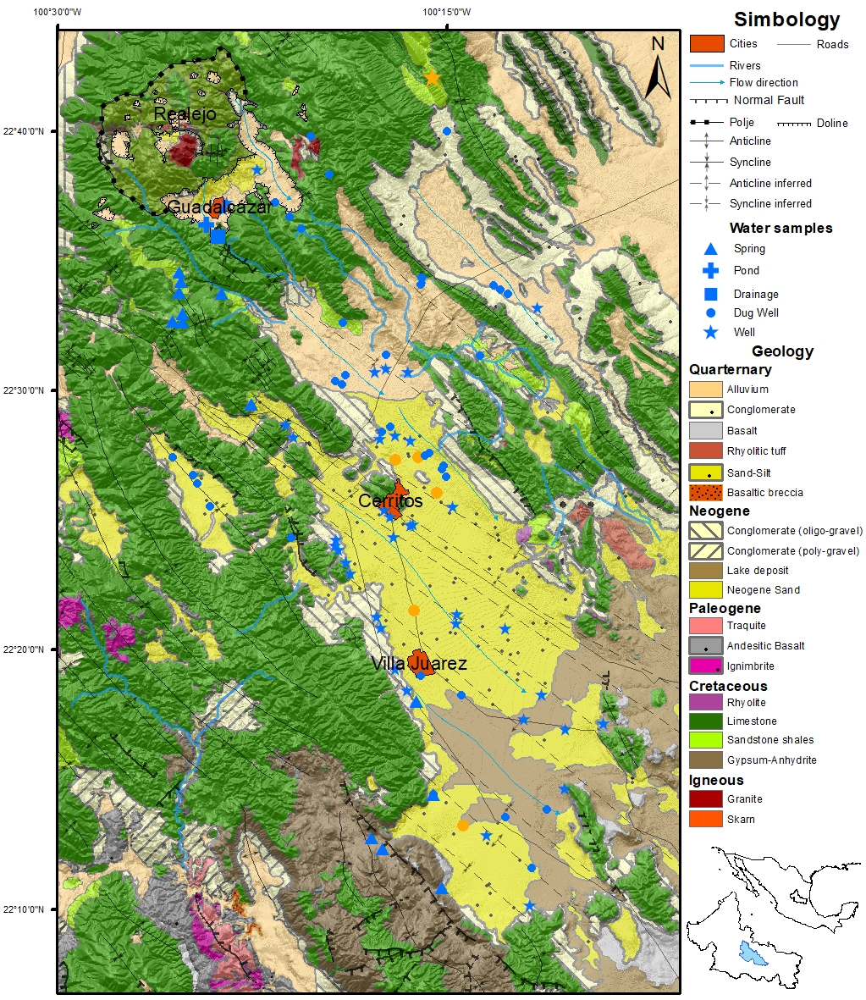 100°30'0"W
100°15'0"W
N
22°40'0"N
22°30'0"N
22°20'0"N
22°10'0"N
Realejo
Guadalcazar
Cerritos
Villa Juarez
Simbology
Cities
Roads
Rivers
Flow direction
Normal Fault
Polje
Doline
Anticline
Syncline
Anticline inferred
Syncline inferred
Water samples
Spring
Pond
Drainage
Dug Well
Well
Geology
Quarternary
Alluvium
Conglomerate
Basalt
Rhyolitic tuff
Sand-Silt
Basaltic breccia
Neogene
Conglomerate (oligo-gravel)
Conglomerate (poly-gravel)
Lake deposit
Neogene Sand
Paleogene
Traquite
Andesitic Basalt
Ignimbrite
Cretaceous
Rhyolite
Limestone
Sandstone shales
Gypsum-Anhydrite
Igneous
Granite
Skarn